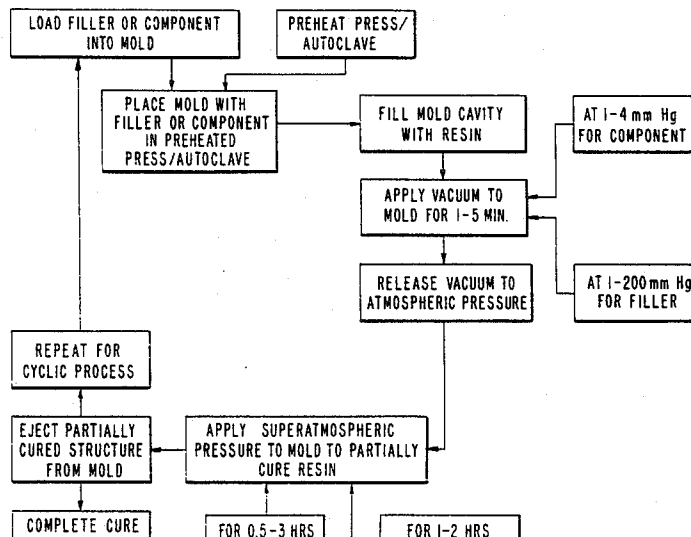 LOAD FILLER OR COMPONENT
INTO MOLD
PREHEAT PRESS/
AUTOCLAVE
PLACE MOLD WITH
FILLER OR COMPONENT
IN PREHEATED
PRESS/AUTOCLAVE
FILL MOLD CAVITY
WITH RESIN
AT 1-4 mm Hg
FOR COMPONENT
APPLY VACUUM TO
MOLD FOR 1-5 MIN.
RELEASE VACUUM TO
ATMOSPHERIC PRESSURE
AT 1-200 mm Hg
FOR FILLER
REPEAT FOR
CYCLIC PROCESS
EJECT PARTIALLY
CURED STRUCTURE
FROM MOLD
APPLY SUPERATMOSPHERIC
PRESSURE TO MOLD TO PARTIALLY
CURE RESIN
COMPLETE CURE
FOR 0.5-3 HRS
FOR 1-2 HRS